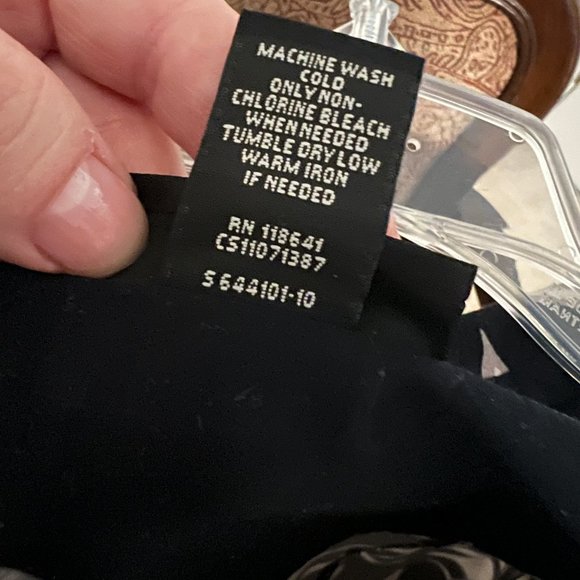 MACHINE WASH
COLD
ONLY NON-
CHLORINE BLEACH
WHEN NEEDED
TUMBLE DRY LOW
WARM IRON
IF NEEDED
RN 118641
CS11071387
S 644101-10